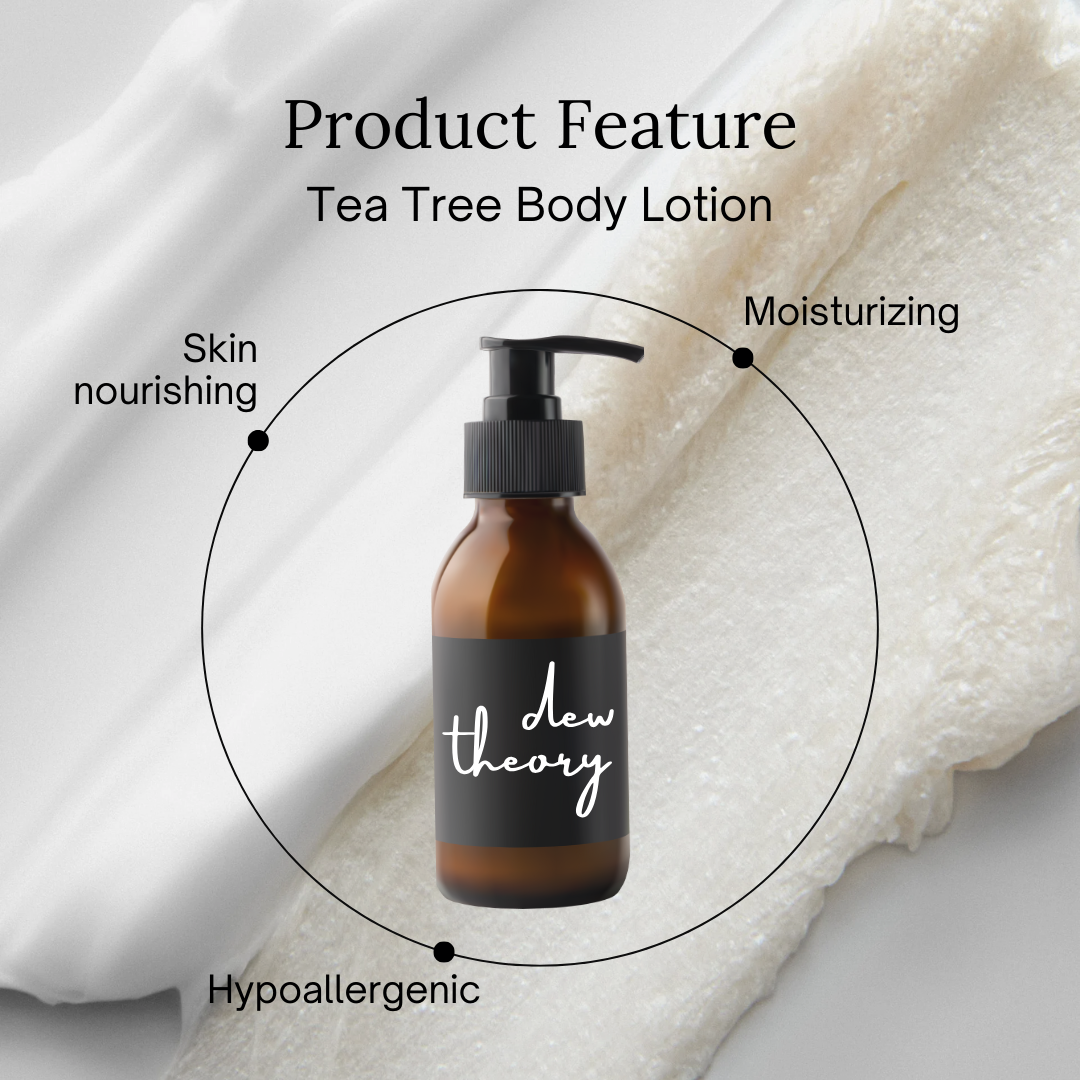 Product Feature
Tea Tree Body Lotion
Moisturizing
Skin
nourishing
dew
theory
Hypoallergenic